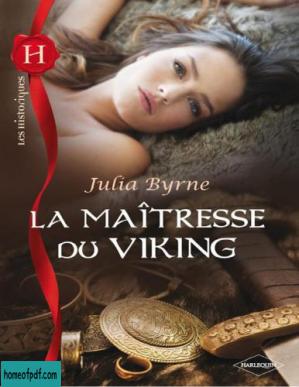 H
Les Historiques
Julia Byrne
LA MAÎTRESSE
DU VIKING
HARLEQUIN
homeofpdf.com